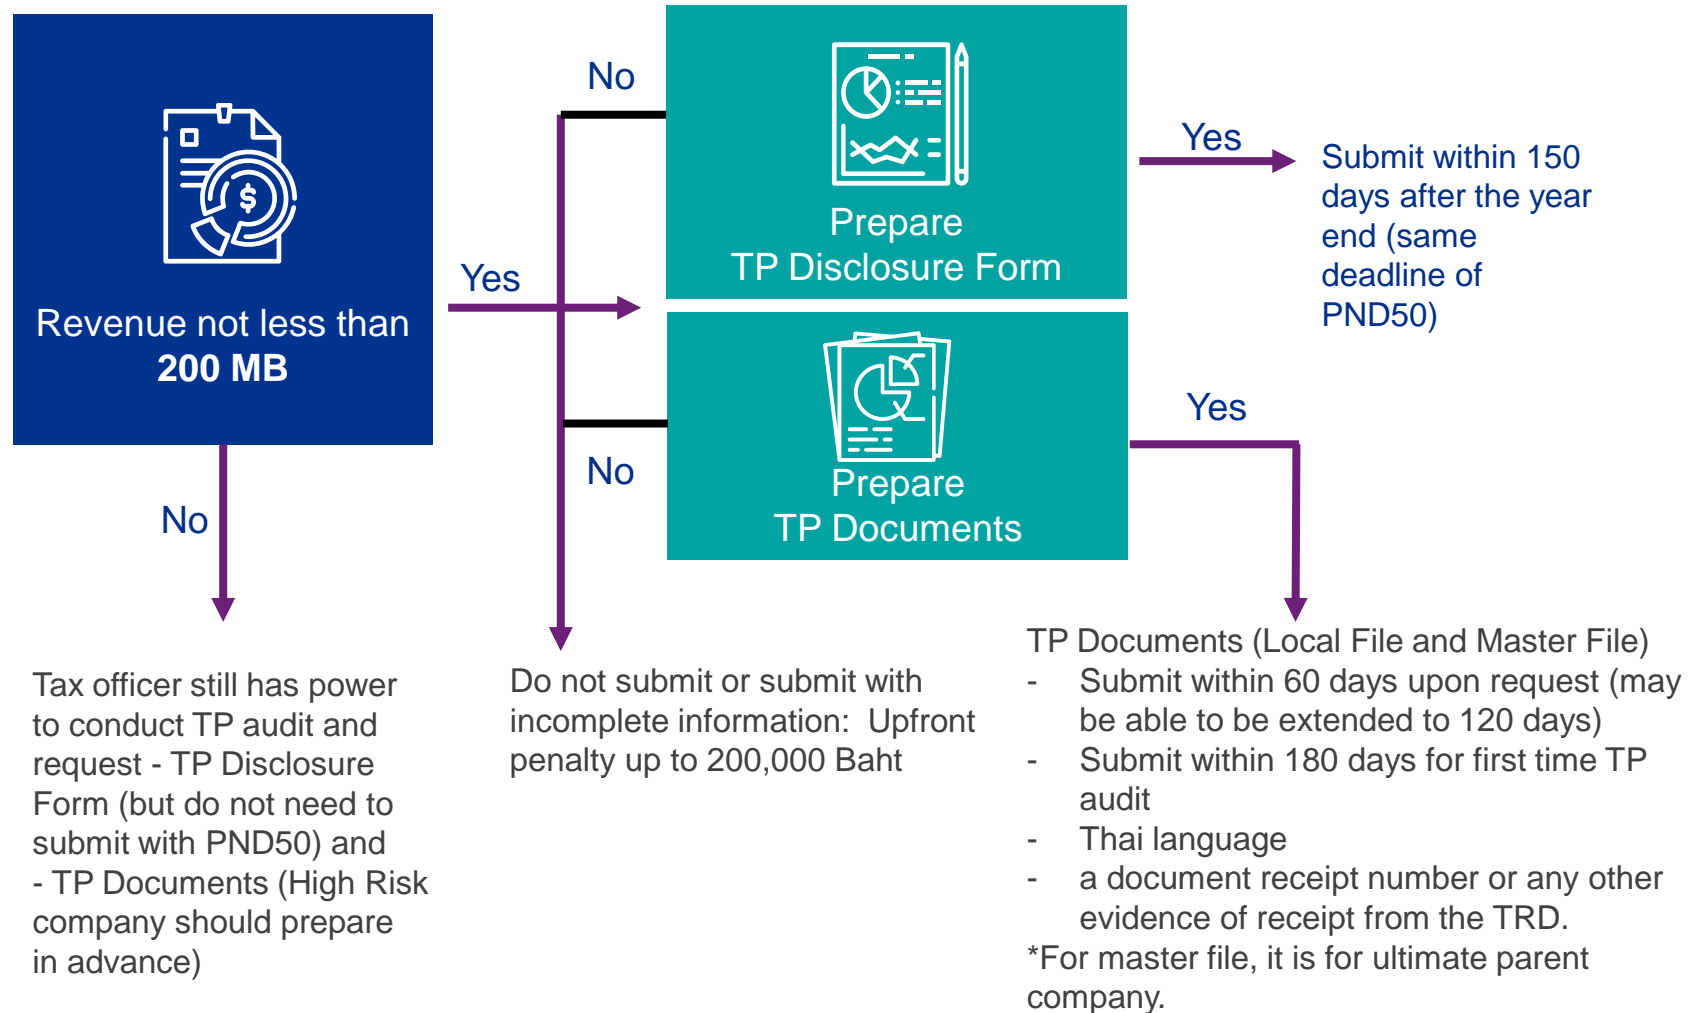 Revenue not less than
200 MB
No
Yes
No
Prepare
TP Disclosure Form
Yes
Submit within 150
days after the year
end (same
deadline of
PND50)
No
Prepare
TP Documents
Yes
Tax officer still has power
to conduct TP audit and
request - TP Disclosure
Form (but do not need to
submit with PND50) and
- TP Documents (High Risk
company should prepare
in advance)
Do not submit or submit with
incomplete information:  Upfront
penalty up to 200,000 Baht
TP Documents (Local File and Master File)
- Submit within 60 days upon request (may
be able to be extended to 120 days)
- Submit within 180 days for first time TP
audit
- Thai language
- a document receipt number or any other
evidence of receipt from the TRD.
*For master file, it is for ultimate parent
company.